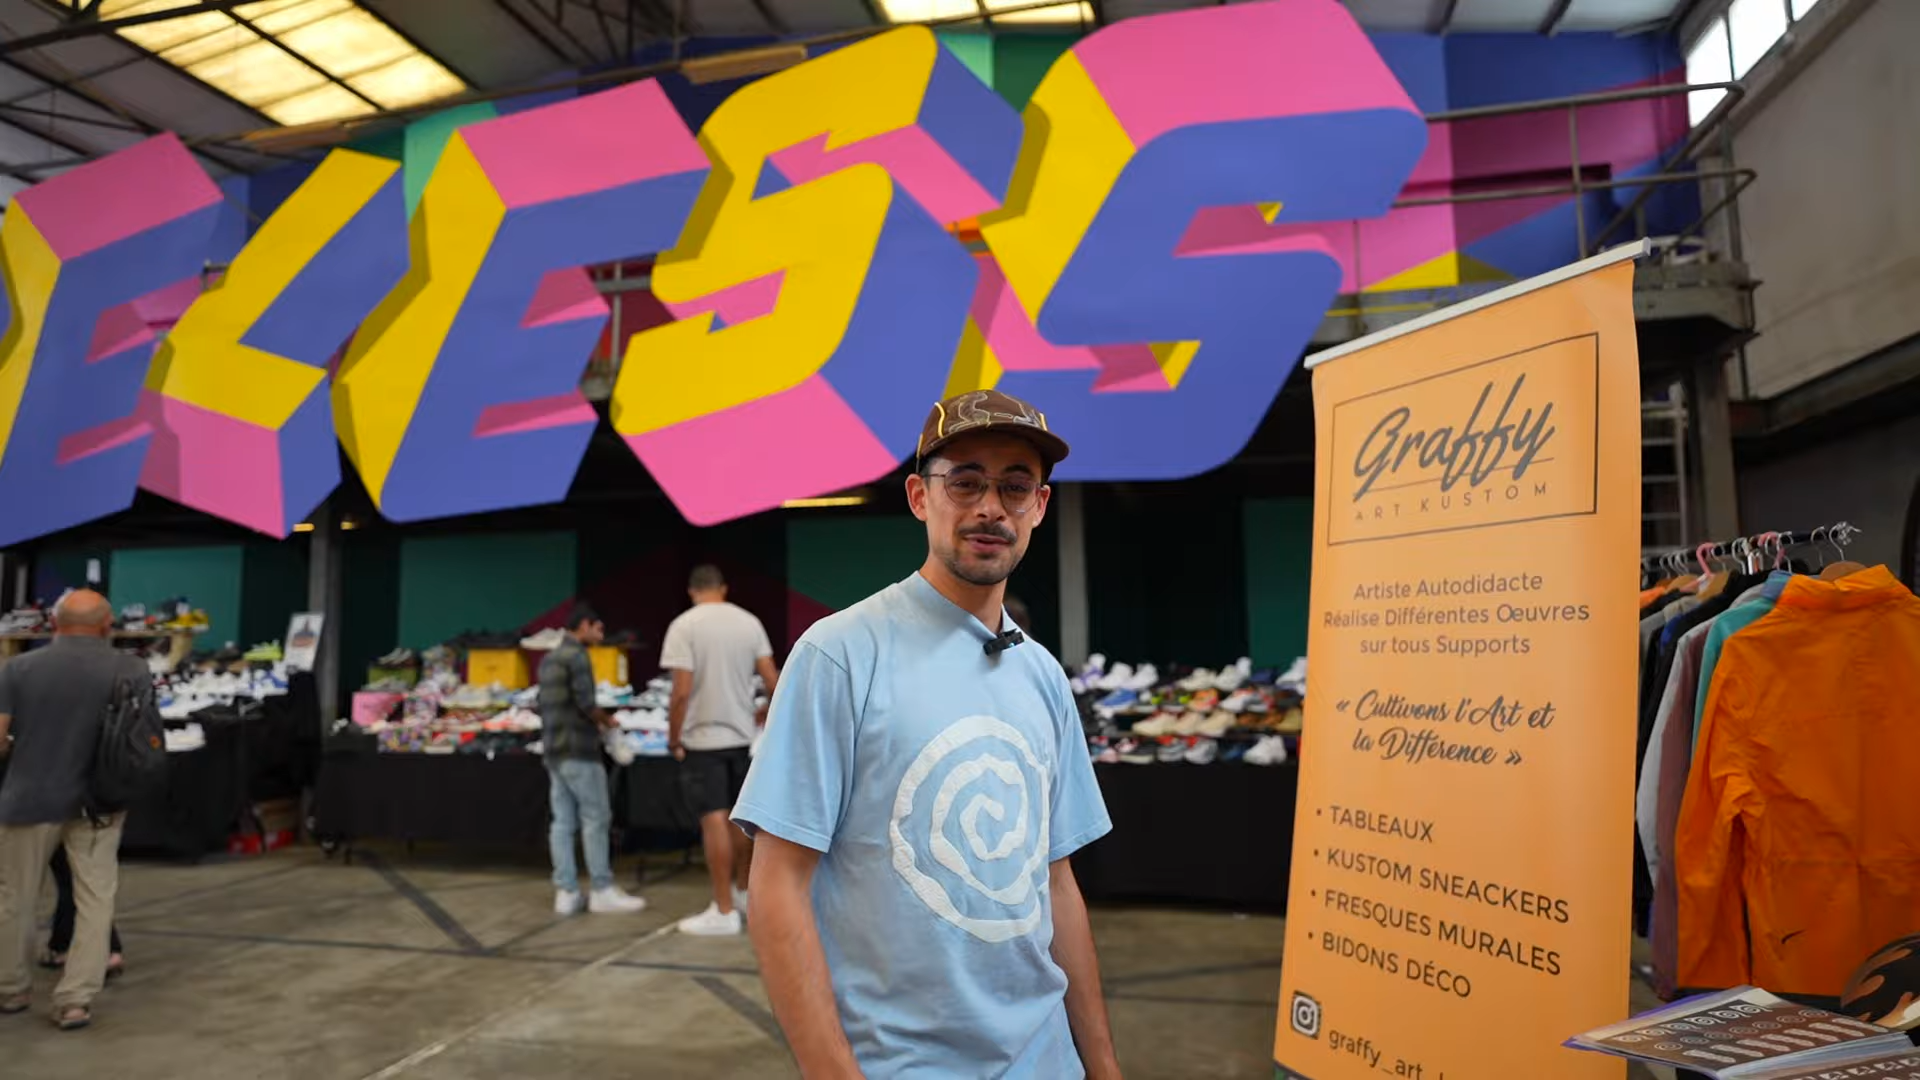 ELESS
Graffy
ART KUSTOM
Artiste Autodidacte
Réalise Différentes Œuvres
sur tous Supports
« Cultivons l'Art et
la Différence »
• TABLEAUX
• KUSTOM SNEACKERS
• FRESQUES MURALES
• BIDONS DÉCO
graffy_art_